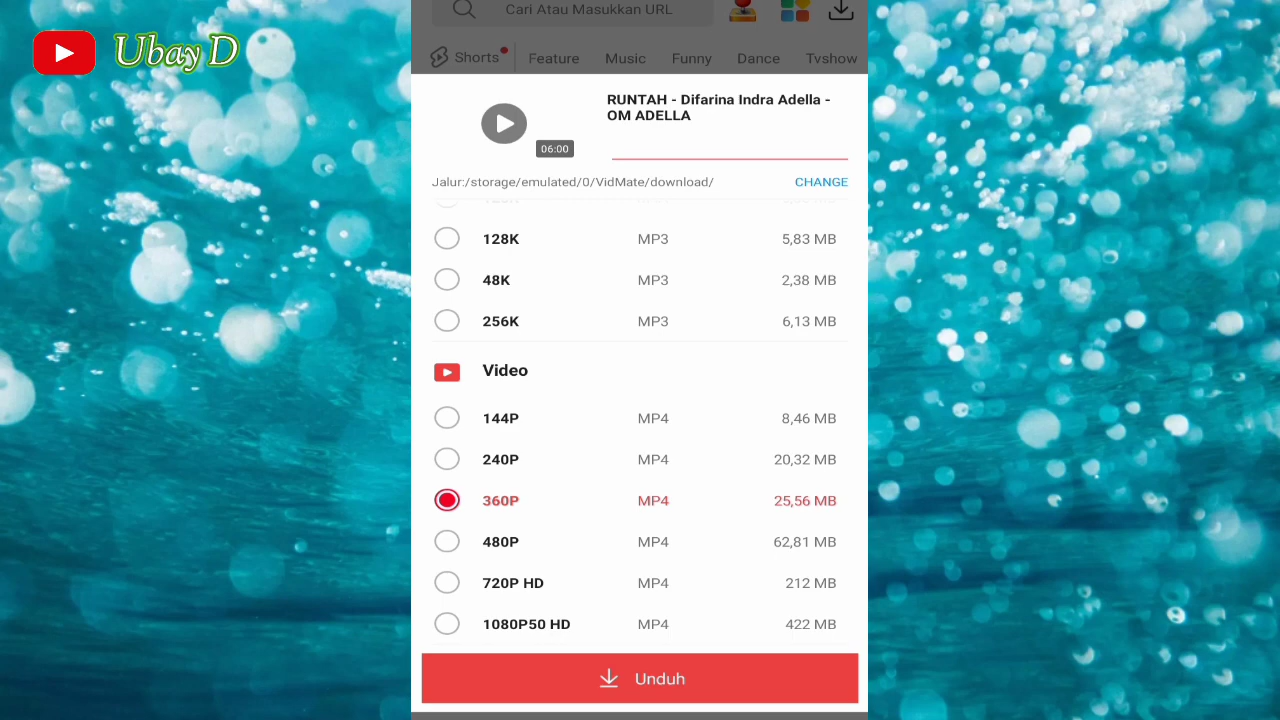 Ubay D
Cari Atau Masukkan URL
Shorts Feature Music Funny Dance Tvshow
RUNTAH - Difarina Indra Adella -
OM ADELLA
06:00
Jalur:/storage/emulated/0/VidMate/download/ CHANGE
128K MP3 5,83 MB
48K MP3 2,38 MB
256K MP3 6,13 MB
Video
144P MP4 8,46 MB
240P MP4 20,32 MB
360P MP4 25,56 MB
480P MP4 62,81 MB
720P HD MP4 212 MB
1080P50 HD MP4 422 MB
Unduh